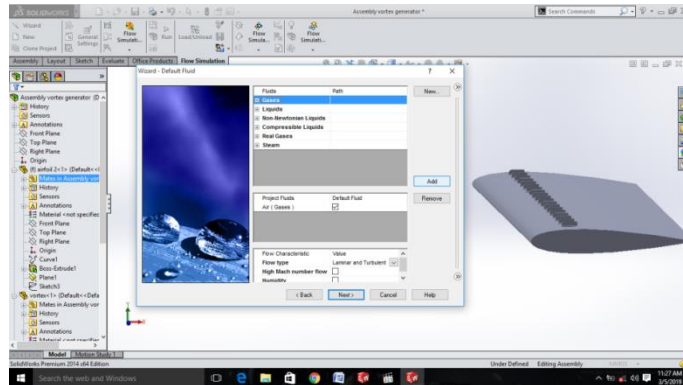 SOLIDWORKS
Assembly vortex generator *
Search Commands
Wizard
New
Clone Project
General Settings
Flow Simulati...
Run
Load/Unload
Flow Simula...
Flow Simulati...
Assembly Layout Sketch Evaluate Office Products Flow Simulation
Wizard - Default Fluid
? ×
Assembly vortex generator (D
History
Sensors
Annotations
Front Plane
Top Plane
Right Plane
Origin
(f) airfoil 2<1> (Default<<
Mates in Assembly vor
History
Sensors
Annotations
Material <not specified
Front Plane
Top Plane
Right Plane
Origin
Curve1
Boss-Extrude1
Plane1
Sketch3
vortex<1> (Default<<Defa
Mates in Assembly vor
History
Sensors
Annotations
Material <not specified
Fluids Path New...
Gases
Liquids
Non-Newtonian Liquids
Compressible Liquids
Real Gases
Steam
Add
Project Fluids Default Fluid Remove
Air ( Gases )
Flow Characteristic Value
Flow type Laminar and Turbulent
High Mach number flow
Humidity
< Back Next > Cancel Help
Model Motion Study 1
SolidWorks Premium 2014 x64 Edition
Under Defined Editing Assembly
Search the web and Windows
11:27 AM